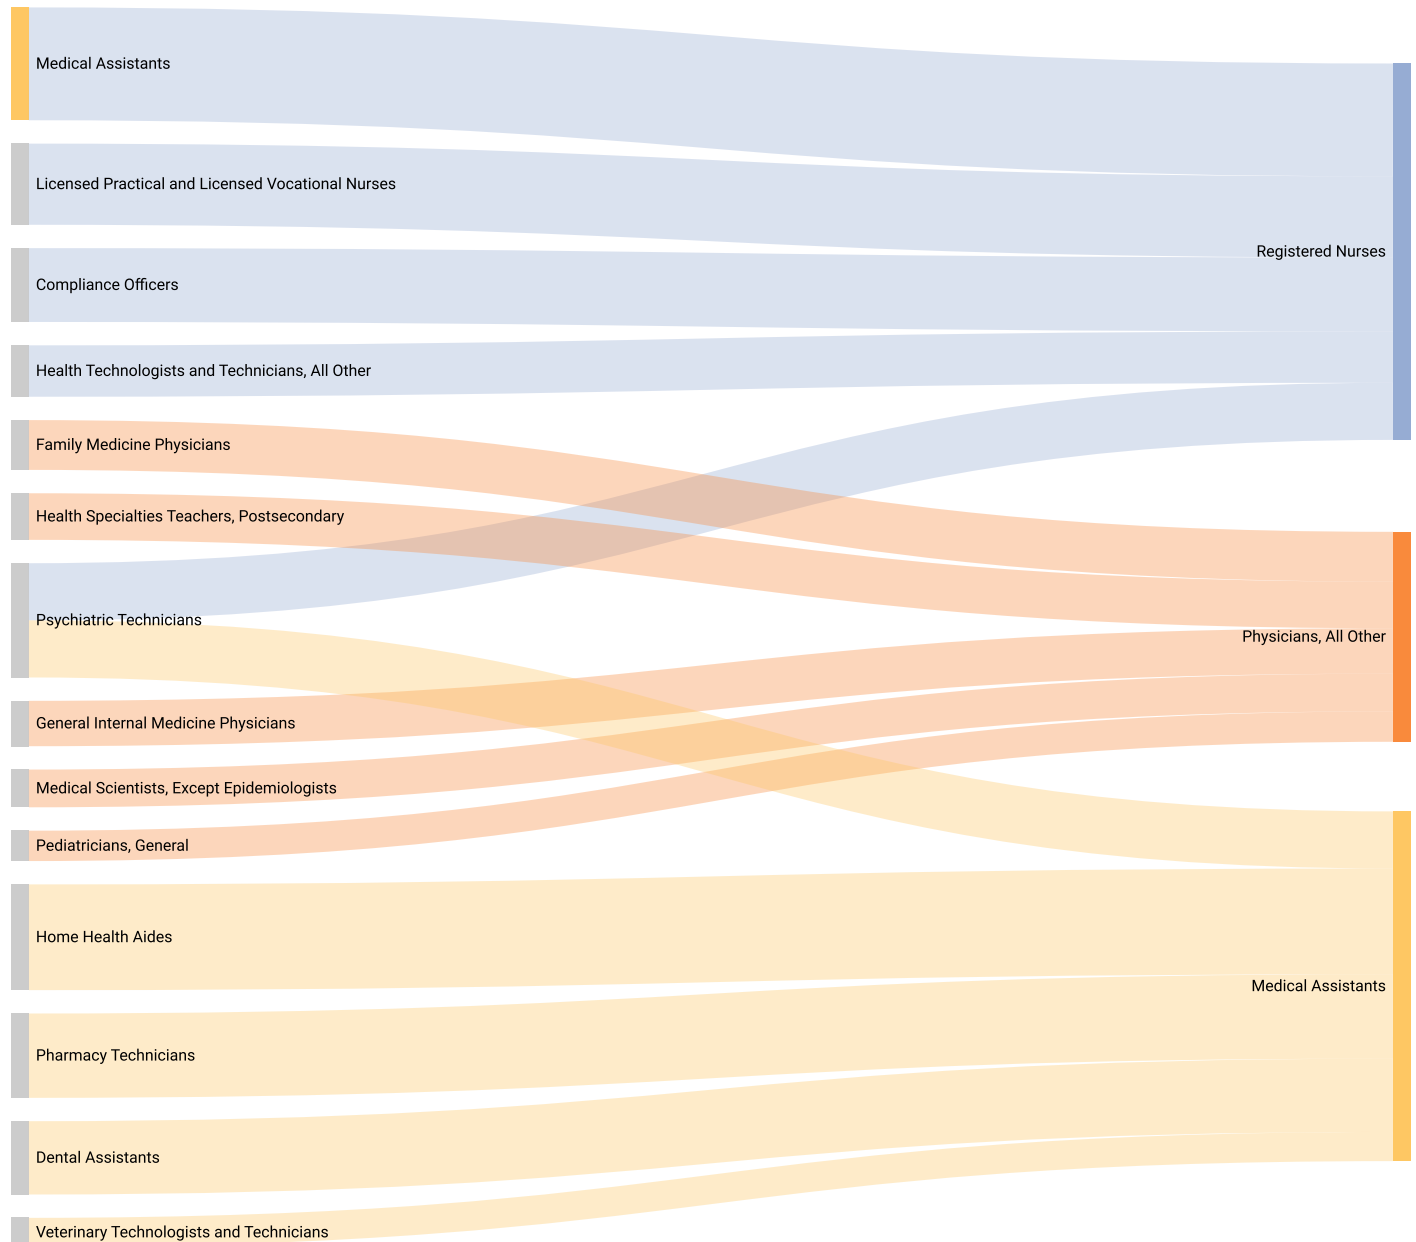 Medical Assistants
Licensed Practical and Licensed Vocational Nurses
Compliance Officers
Health Technologists and Technicians, All Other
Family Medicine Physicians
Health Specialties Teachers, Postsecondary
Psychiatric Technicians
General Internal Medicine Physicians
Medical Scientists, Except Epidemiologists
Pediatricians, General
Home Health Aides
Pharmacy Technicians
Dental Assistants
Veterinary Technologists and Technicians
Registered Nurses
Physicians, All Other
Medical Assistants